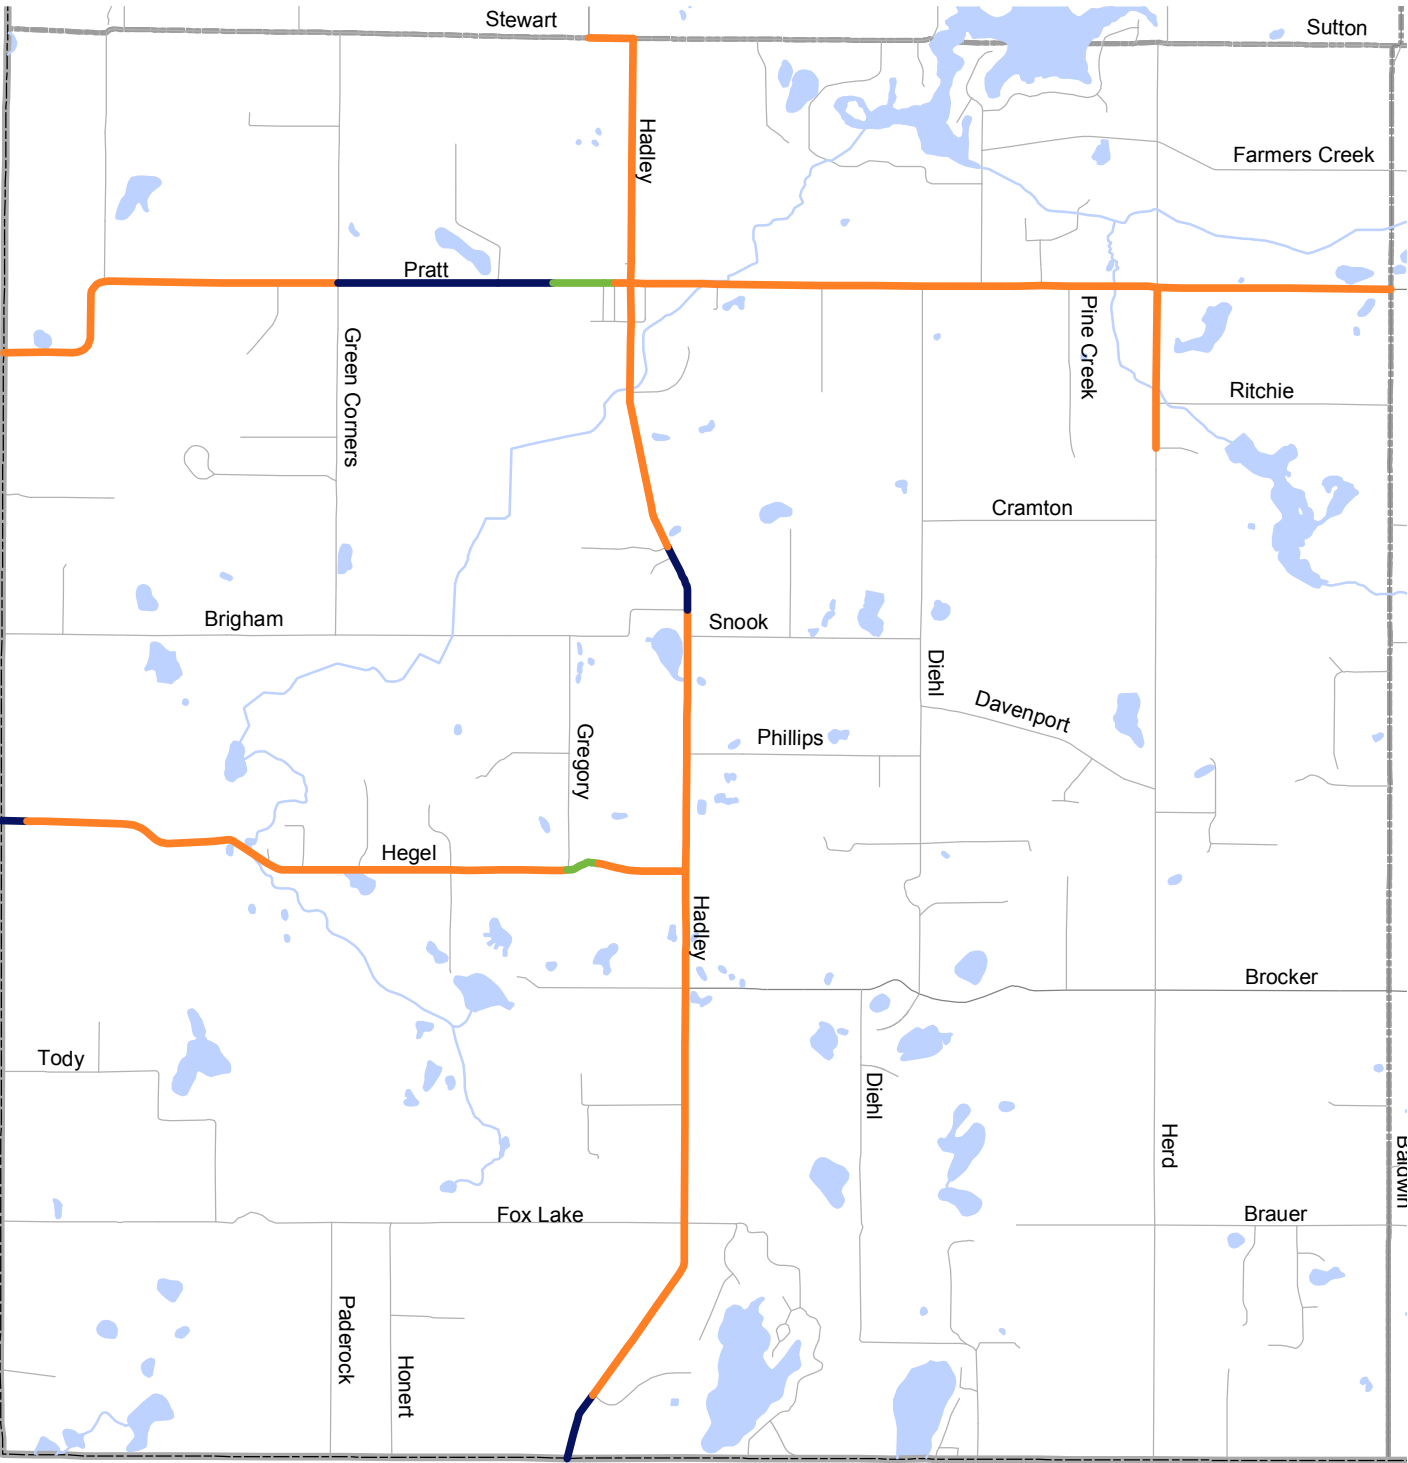 Stewart
Sutton
Hadley
Farmers Creek
Pratt
Pine Creek
Green Corners
Ritchie
Cramton
Brigham
Snook
Diehl
Davenport
Gregory
Phillips
Hegel
Hadley
Brocker
Tody
Diehl
Herd
Baldwin
Fox Lake
Brauer
Paderock
Honert